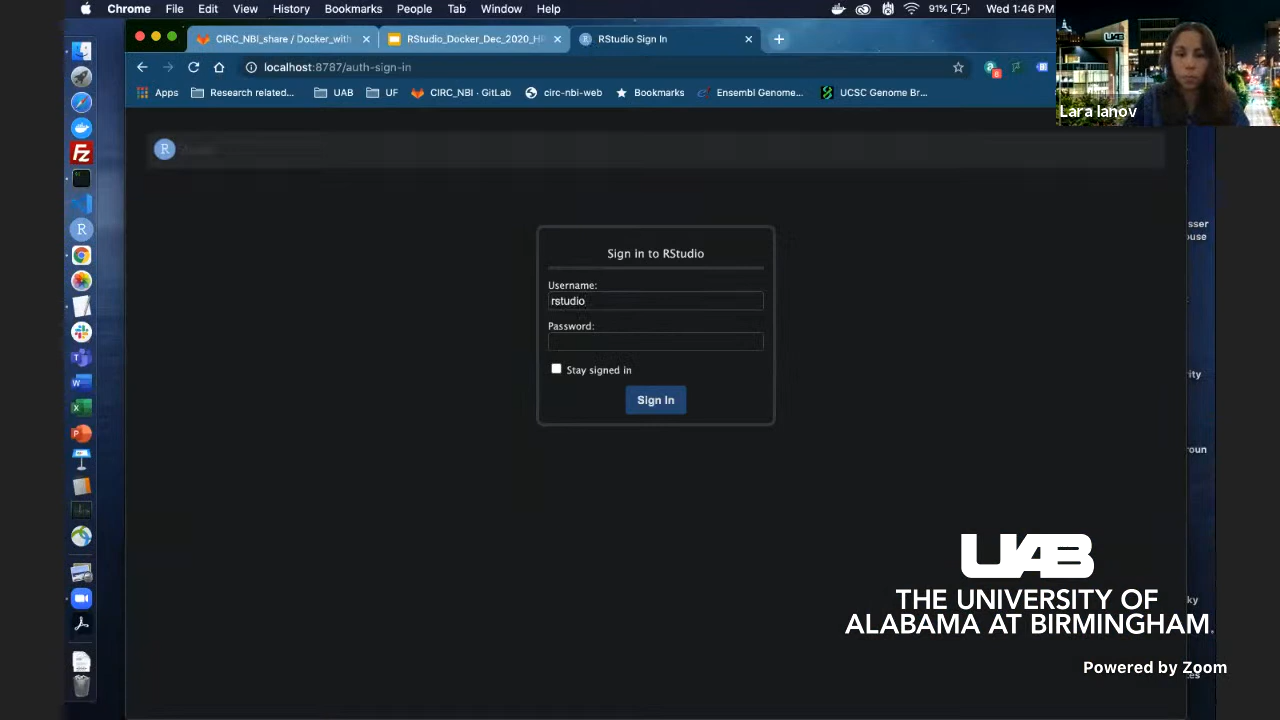 Chrome File Edit View History Bookmarks People Tab Window Help 91% Wed 1:46 PM
CIRC_NBI_share / Docker_with RStudio_Docker_Dec_2020_H RStudio Sign In
localhost:8787/auth-sign-in
8
Apps Research related... UAB UF CIRC_NBI · GitLab circ-nbi-web Bookmarks Ensembl Genome... UCSC Genome Br...
UAB
Lara Ianov
R
Sign in to RStudio
Username:
rstudio
Password:
Stay signed in
Sign In
UAB
THE UNIVERSITY OF
ALABAMA AT BIRMINGHAM
Powered by Zoom